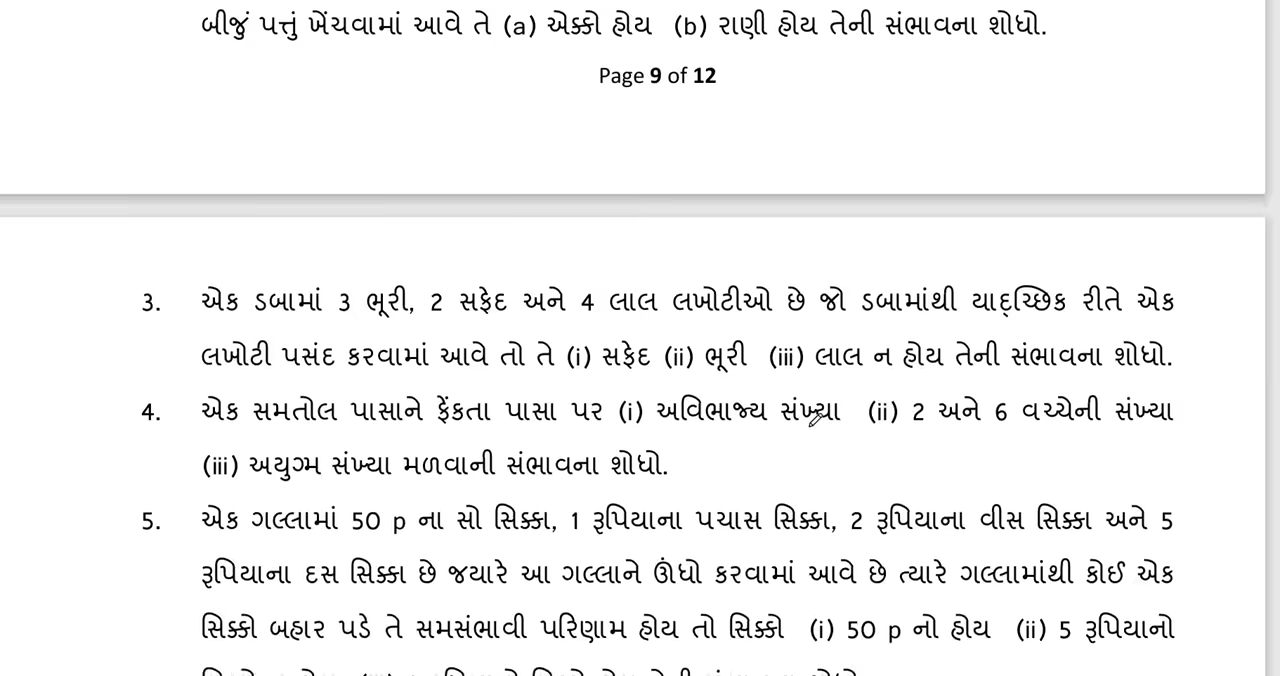 બીજું પત્તું ખેંચવામાં આવે તે (a) એક્કો હોય (b) રાણી હોય તેની સંભાવના શોધો.
Page 9 of 12
3. એક ડબામાં 3 ભૂરી, 2 સફેદ અને 4 લાલ લખોટીઓ છે જો ડબામાંથી યાદ્ચ્છિક રીતે એક
લખોટી પસંદ કરવામાં આવે તો તે (i) સફેદ (ii) ભૂરી (iii) લાલ ન હોય તેની સંભાવના શોધો.
4. એક સમતોલ પાસાને ફેંકતા પાસા પર (i) અવિભાજ્ય સંખ્યા (ii) 2 અને 6 વચ્ચેની સંખ્યા
(iii) અયુગ્મ સંખ્યા મળવાની સંભાવના શોધો.
5. એક ગલ્લામાં 50 p ના સો સિક્કા, 1 રૂપિયાના પચાસ સિક્કા, 2 રૂપિયાના વીસ સિક્કા અને 5
રૂપિયાના દસ સિક્કા છે જયારે આ ગલ્લાને ઊંધો કરવામાં આવે છે ત્યારે ગલ્લામાંથી કોઈ એક
સિક્કો બહાર પડે તે સમસંભાવી પરિણામ હોય તો સિક્કો (i) 50 p નો હોય (ii) 5 રૂપિયાનો